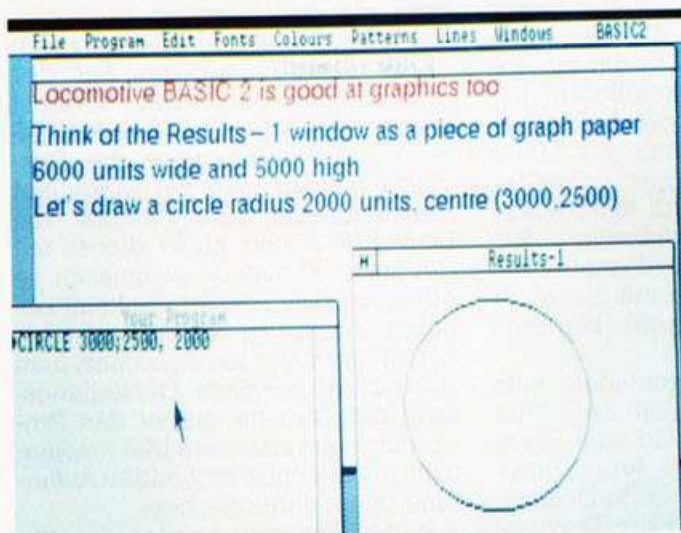 File Program Edit Fonts Colours Patterns Lines Windows BASIC2
Locomotive BASIC 2 is good at graphics too
Think of the Results – 1 window as a piece of graph paper
6000 units wide and 5000 high
Let's draw a circle radius 2000 units, centre (3000,2500)
Results-1
Your Program
CIRCLE 3000;2500, 2000